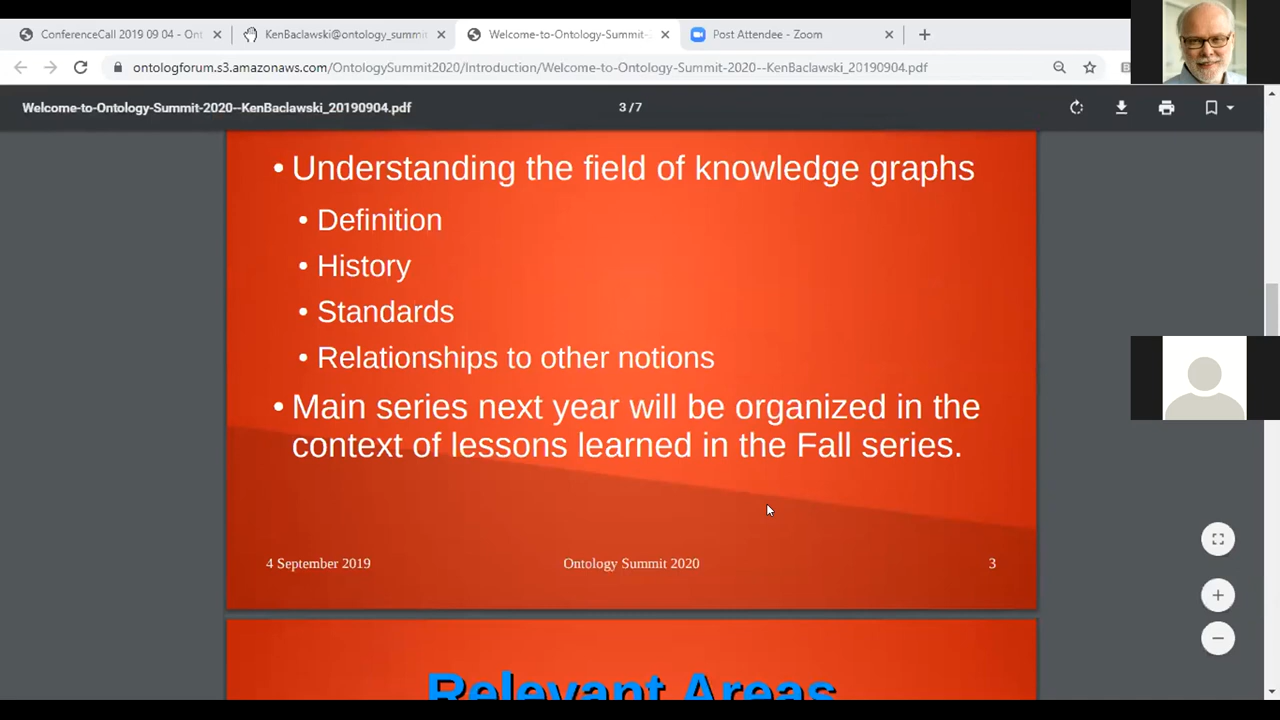 ConferenceCall 2019 09 04 - Ont
KenBaclawski@ontology_summit
Welcome-to-Ontology-Summit-
Post Attendee - Zoom
ontologforum.s3.amazonaws.com/OntologySummit2020/Introduction/Welcome-to-Ontology-Summit-2020--KenBaclawski_20190904.pdf
Welcome-to-Ontology-Summit-2020--KenBaclawski_20190904.pdf
3/7
• Understanding the field of knowledge graphs
• Definition
• History
• Standards
• Relationships to other notions
• Main series next year will be organized in the
context of lessons learned in the Fall series.
4 September 2019
Ontology Summit 2020
3
Relevant Areas